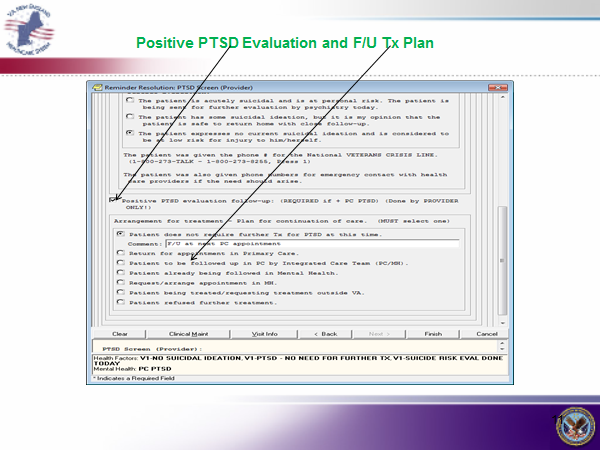 VA NEW ENGLAND
HEALTHCARE SYSTEM
Positive PTSD Evaluation and F/U Tx Plan
Reminder Resolution: PTSD Screen (Provider)
The patient is acutely suicidal and is at personal risk. The patient is
being sent for further evaluation by psychiatry today.
The patient has some suicidal ideation, but it is my opinion that the
patient is safe to return home with close follow-up.
The patient expresses no current suicidal ideation and is considered to
be at low risk for injury to him/herself.
The patient was given the phone # for the National VETERANS CRISIS LINE.
(1-800-273-TALK - 1-800-273-8255, Press 1)
The patient was also given phone numbers for emergency contact with health
care providers if the need should arise.
Positive PTSD evaluation follow-up: (REQUIRED if + PC PTSD) (Done by PROVIDER
ONLY!)
Arrangement for treatment - Plan for continuation of care. (MUST select one)
Patient does not require further Tx for PTSD at this time.
Comment: F/U at next PC appointment
Return for appointment in Primary Care.
Patient to be followed up in PC by Integrated Care Team (PC/MH).
Patient already being followed in Mental Health.
Request/arrange appointment in MH.
Patient being treated/requesting treatment outside VA.
Patient refused further treatment.
Clear Clinical Maint Visit Info < Back Next > Finish Cancel
PTSD Screen (Provider):
Health Factors: V1-NO SUICIDAL IDEATION, V1-PTSD - NO NEED FOR FURTHER TX, V1-SUICIDE RISK EVAL DONE
TODAY
Mental Health: PC PTSD
* Indicates a Required Field